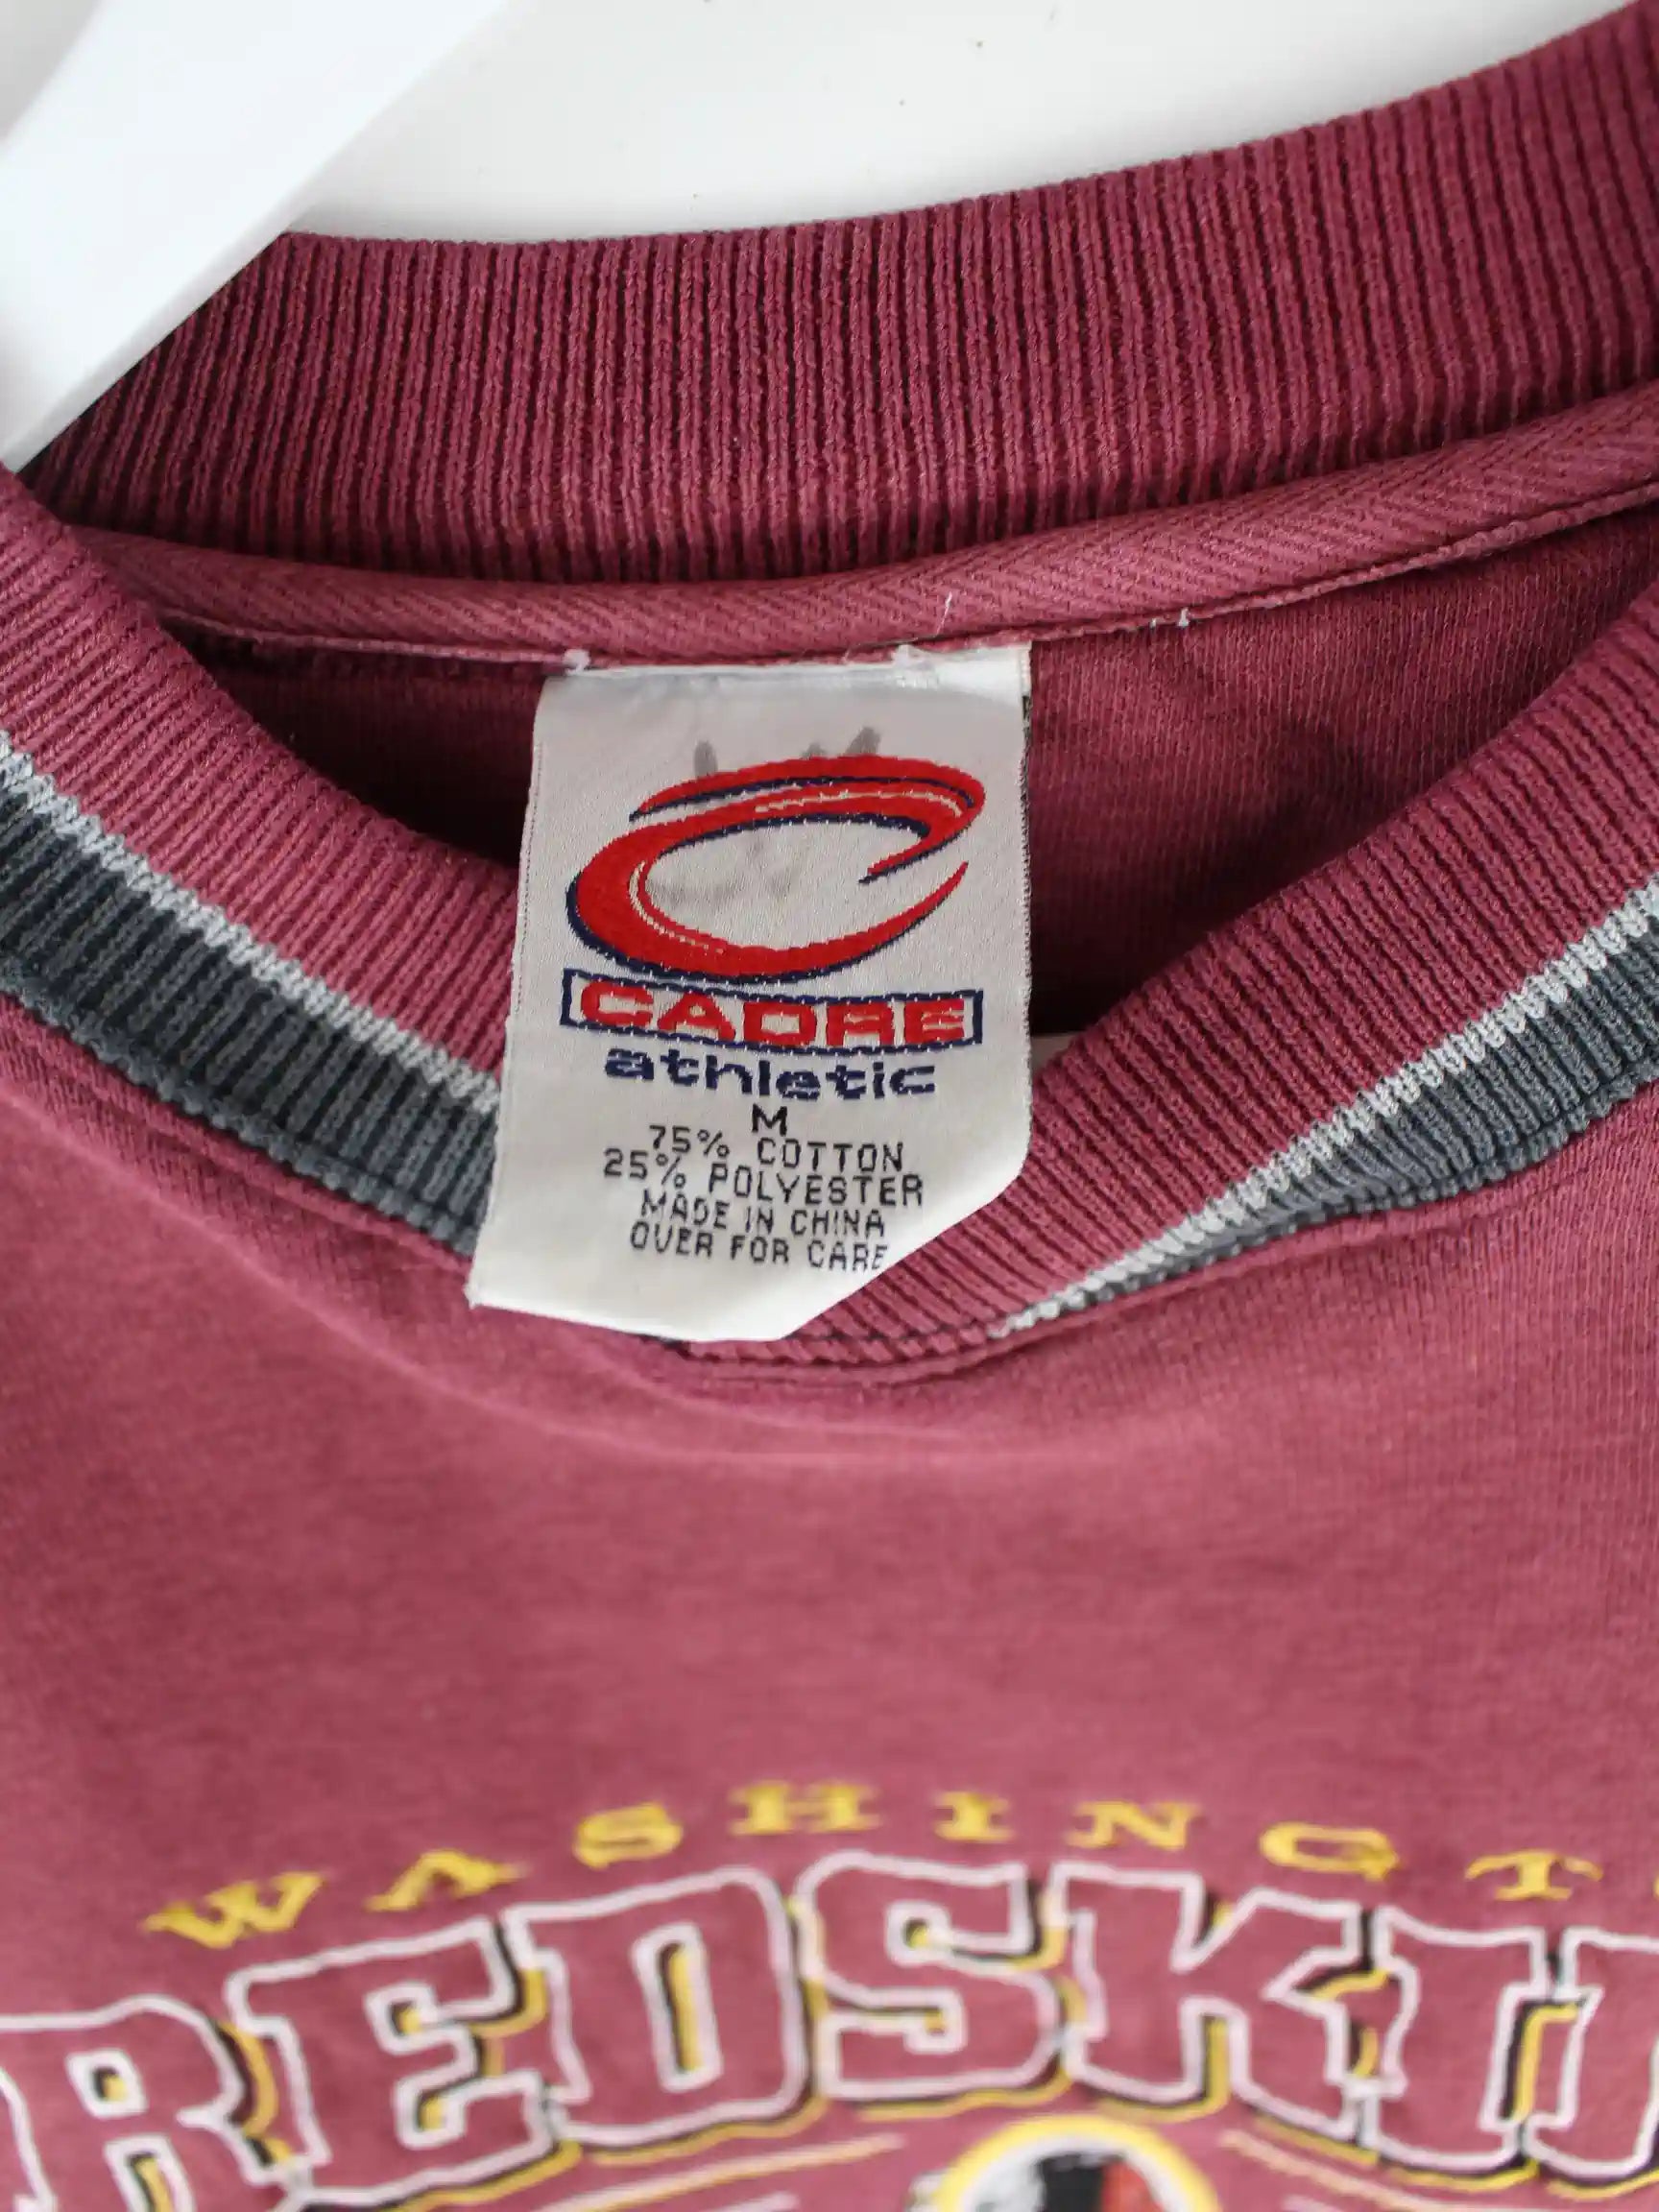 CADRE
athletic
M
75% COTTON
25% POLYESTER
MADE IN CHINA
OVER FOR CARE
WASHINGT
REDSKI